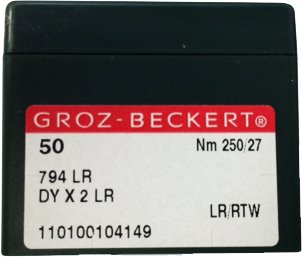 GROZ-BECKERT®
50 Nm 250/27
794 LR
DY X 2 LR
LR/RTW
110100104149